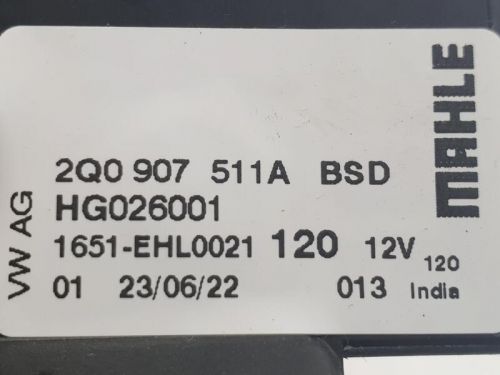 2Q0 907 511A BSD
HG026001
1651-EHL0021 120 12V 120
01 23/06/22 013 India
VW AG
MAHLE